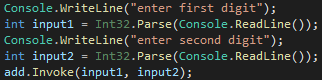 Console.WriteLine("enter first digit");
int input1 = Int32.Parse(Console.ReadLine());
Console.WriteLine("enter second digit");
int input2 = Int32.Parse(Console.ReadLine());
add.Invoke(input1, input2);